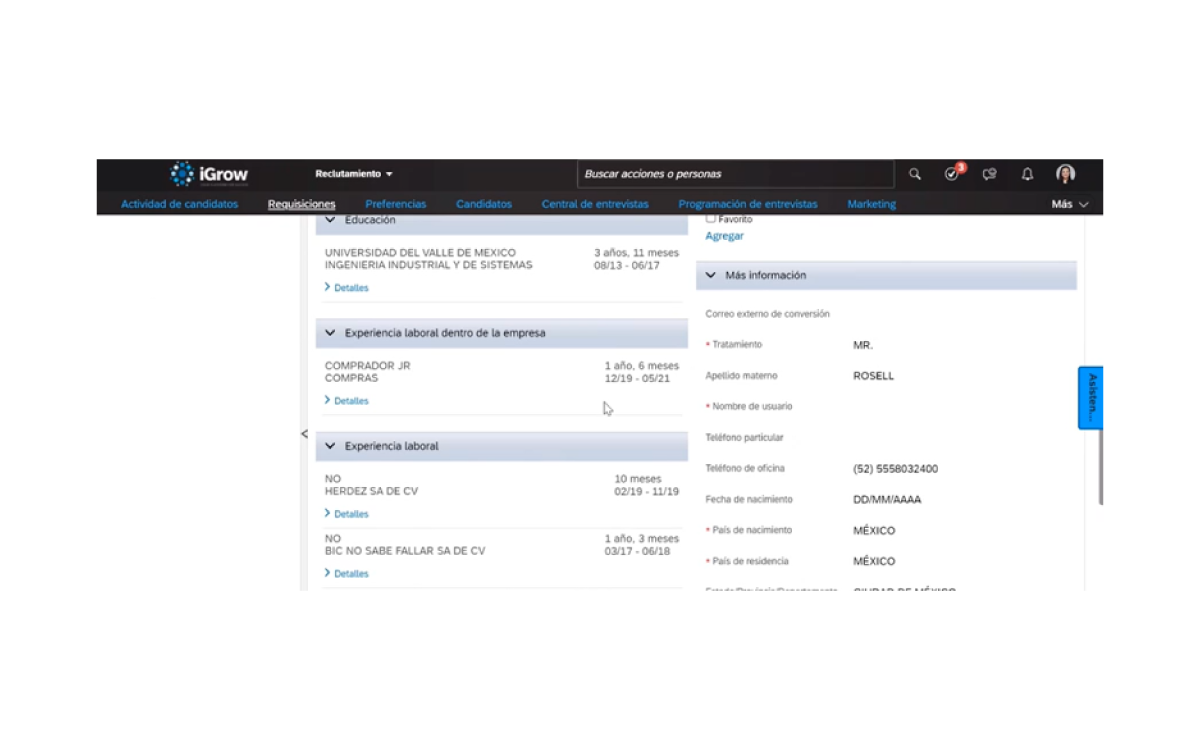 iGrow
Reclutamiento
Buscar acciones o personas
3
Actividad de candidatos
Requisiciones
Preferencias
Candidatos
Central de entrevistas
Programación de entrevistas
Marketing
Más
Educación
UNIVERSIDAD DEL VALLE DE MEXICO
3 años, 11 meses
INGENIERIA INDUSTRIAL Y DE SISTEMAS
08/13 - 06/17
Detalles
Experiencia laboral dentro de la empresa
COMPRADOR JR
1 año, 6 meses
COMPRAS
12/19 - 05/21
Detalles
Experiencia laboral
NO
10 meses
HERDEZ SA DE CV
02/19 - 11/19
Detalles
NO
1 año, 3 meses
BIC NO SABE FALLAR SA DE CV
03/17 - 06/18
Detalles
Favorito
Agregar
Más información
Correo externo de conversión
* Tratamiento
MR.
Apellido materno
ROSELL
* Nombre de usuario
Teléfono particular
Teléfono de oficina
(52) 5558032400
Fecha de nacimiento
DD/MM/AAAA
* País de nacimiento
MÉXICO
* País de residencia
MÉXICO
Estado/Provincia/Departamento
CIUDAD DE MÉXICO
Asisten...